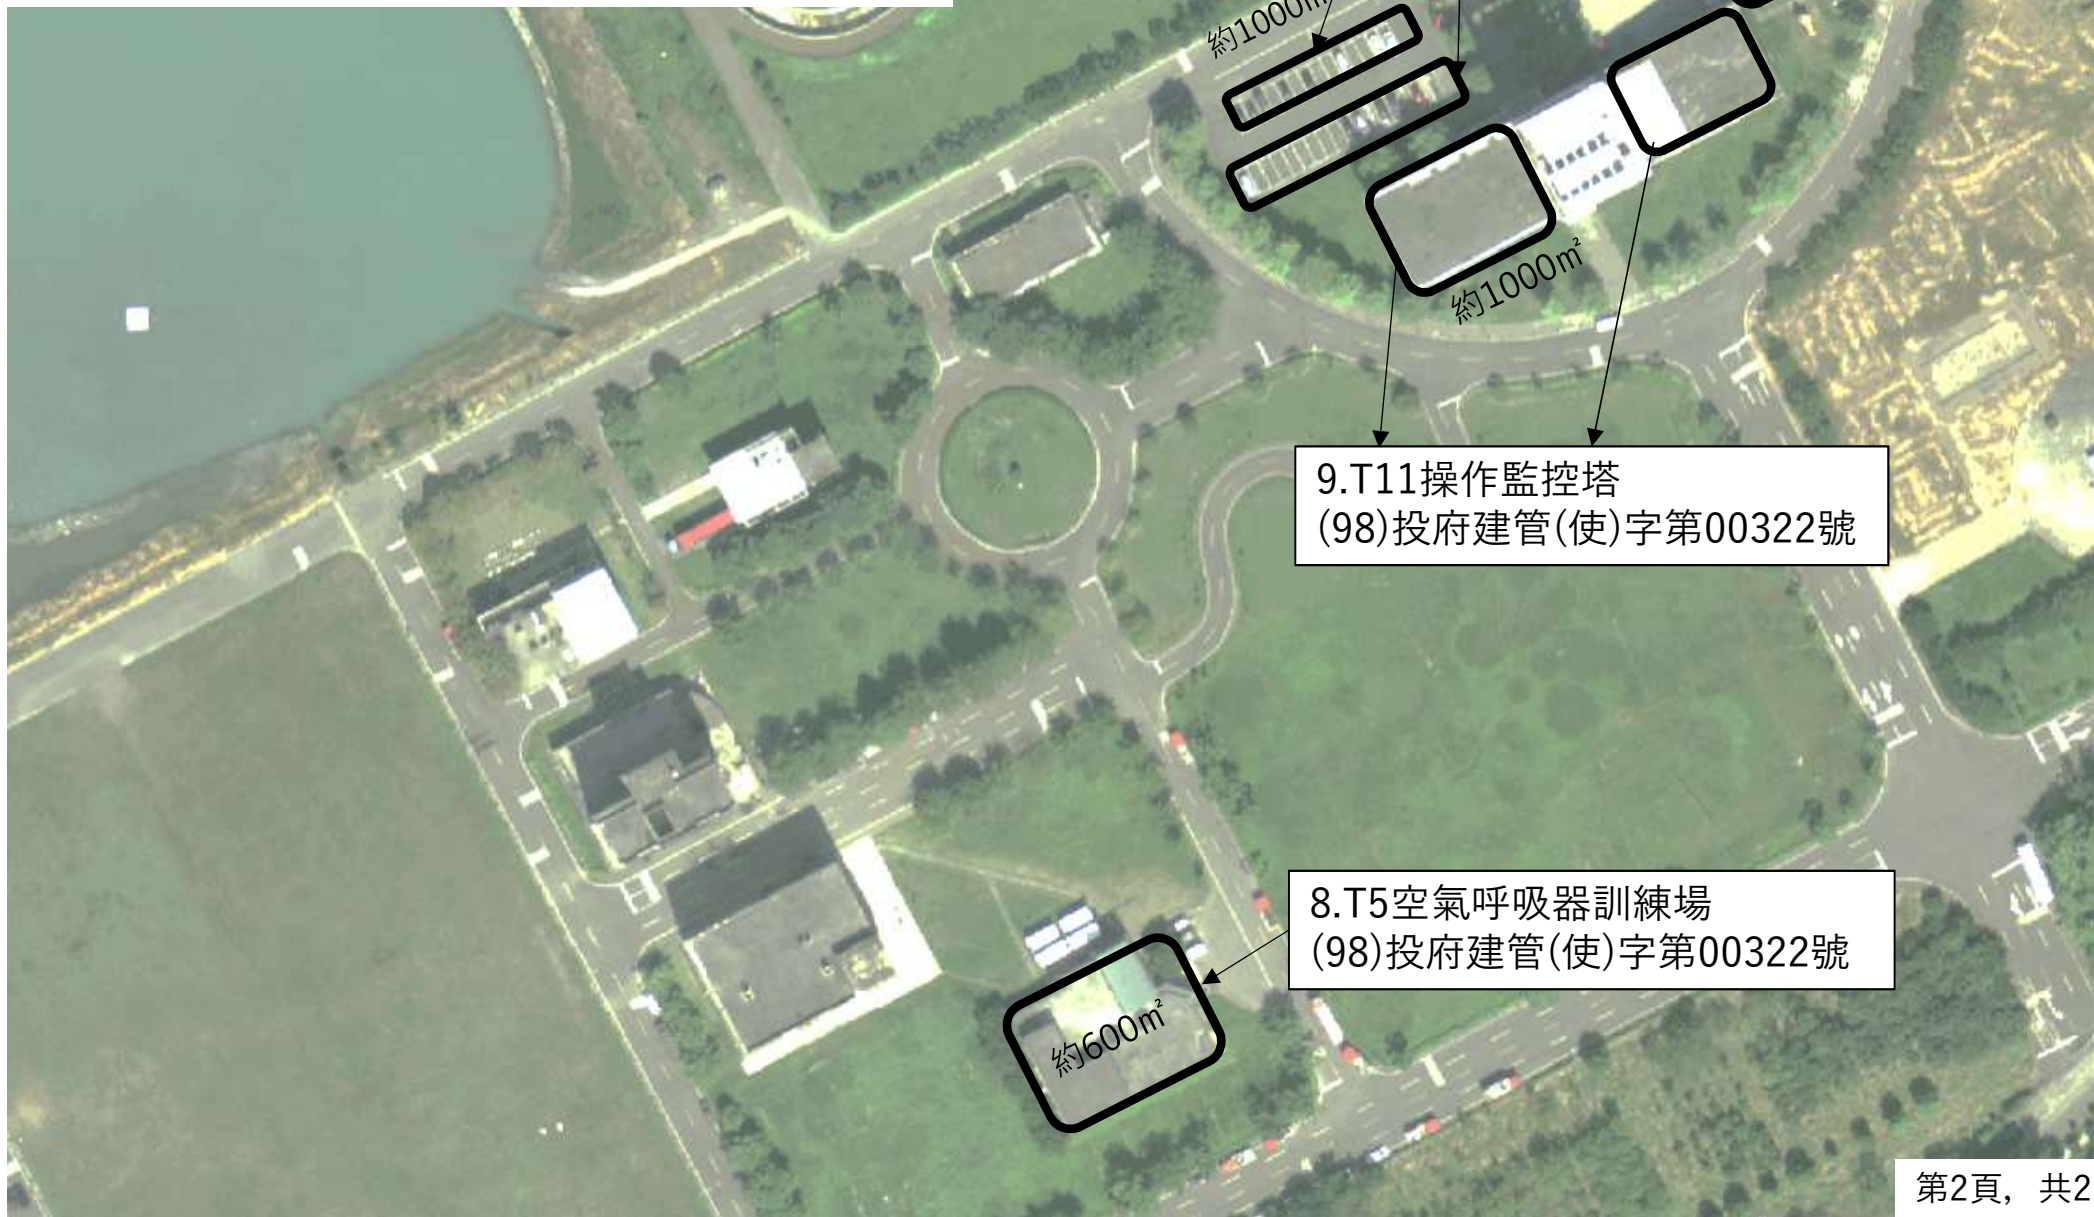 約1000m²
約1000m²
9.T11操作監控塔
(98)投府建管(使)字第00322號
8.T5空氣呼吸器訓練場
(98)投府建管(使)字第00322號
約600m²
第2頁，共2